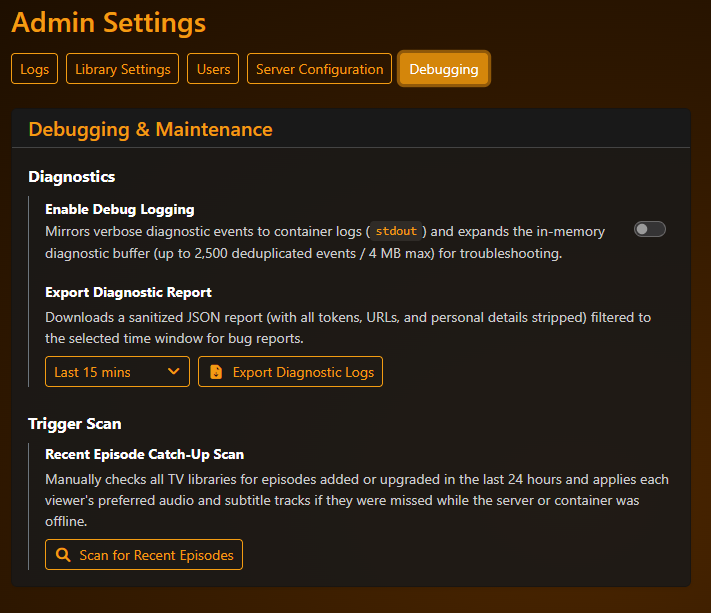 Admin Settings
Logs
Library Settings
Users
Server Configuration
Debugging
Debugging & Maintenance
Diagnostics
Enable Debug Logging
Mirrors verbose diagnostic events to container logs (stdout) and expands the in-memory
diagnostic buffer (up to 2,500 deduplicated events / 4 MB max) for troubleshooting.
Export Diagnostic Report
Downloads a sanitized JSON report (with all tokens, URLs, and personal details stripped) filtered to
the selected time window for bug reports.
Last 15 mins
Export Diagnostic Logs
Trigger Scan
Recent Episode Catch-Up Scan
Manually checks all TV libraries for episodes added or upgraded in the last 24 hours and applies each
viewer's preferred audio and subtitle tracks if they were missed while the server or container was
offline.
Scan for Recent Episodes